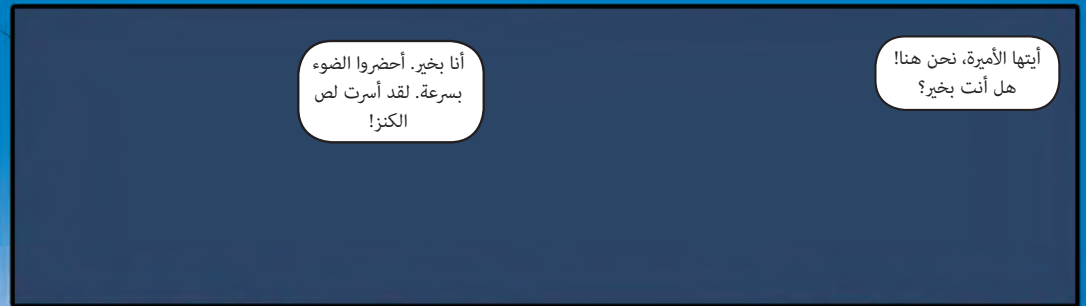 أيتها الأميرة، نحن هنا!
هل أنت بخير؟
أنا بخير. أحضروا الضوء
بسرعة. لقد أسرت لص
الكنز!